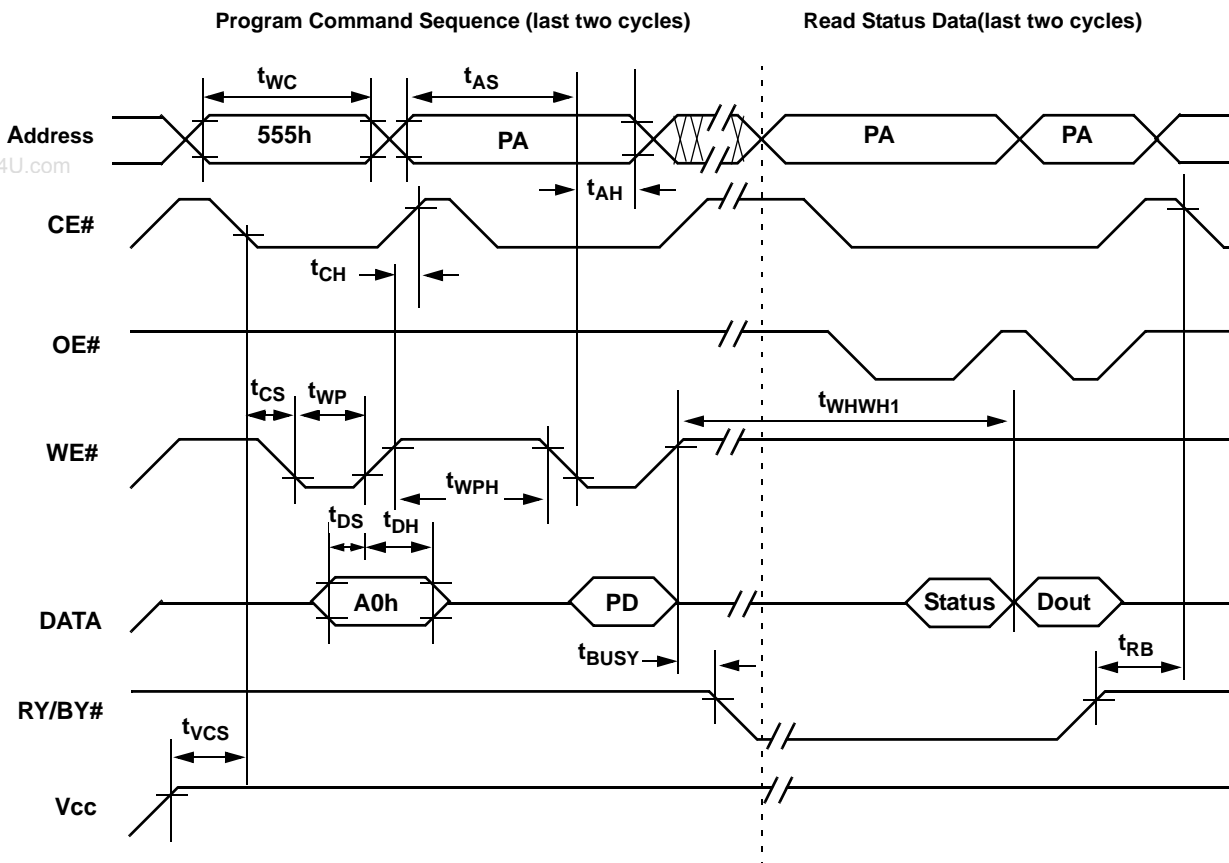 Program Command Sequence (last two cycles)
Read Status Data(last two cycles)
tWC
tAS
Address
555h
PA
PA
PA
4U.com
tAH
CE#
tCH
OE#
tCS
tWP
tWHWH1
WE#
tWPH
tDS
tDH
A0h
PD
Status
Dout
DATA
tBUSY
tRB
RY/BY#
tVCS
Vcc